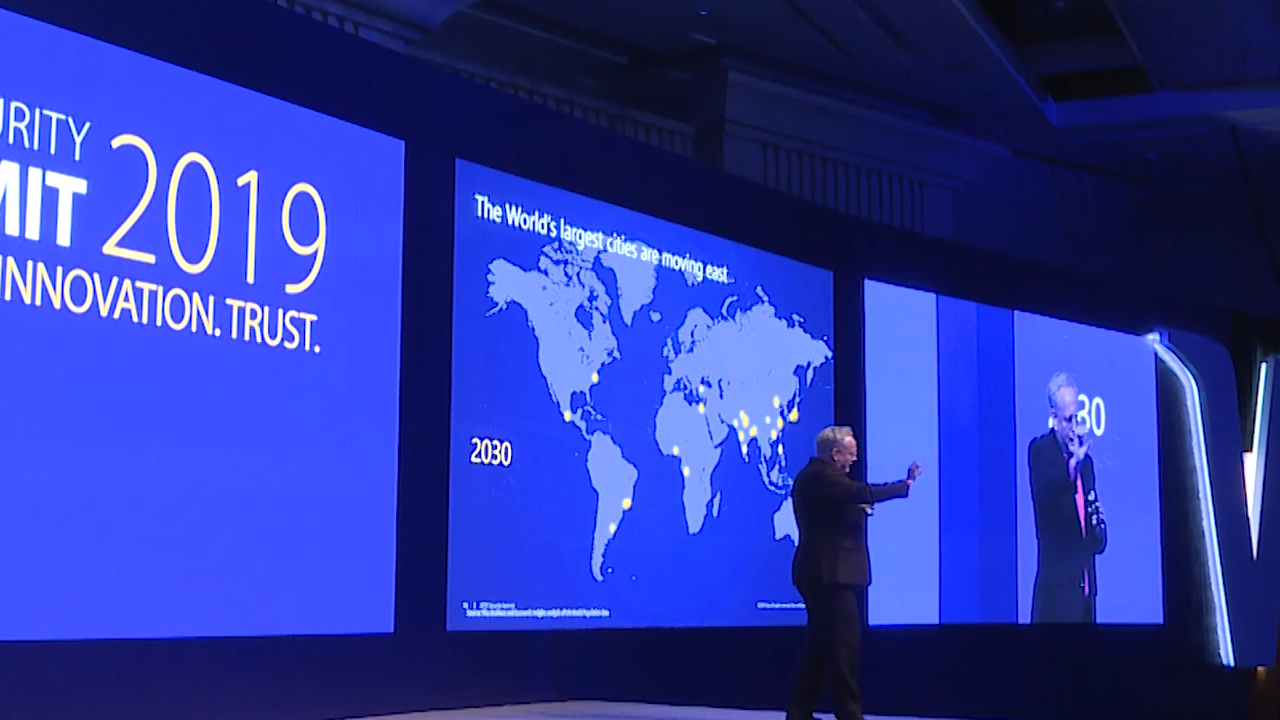 URITY
MIT 2019
INNOVATION. TRUST.
The World's largest cities are moving east
2030
30